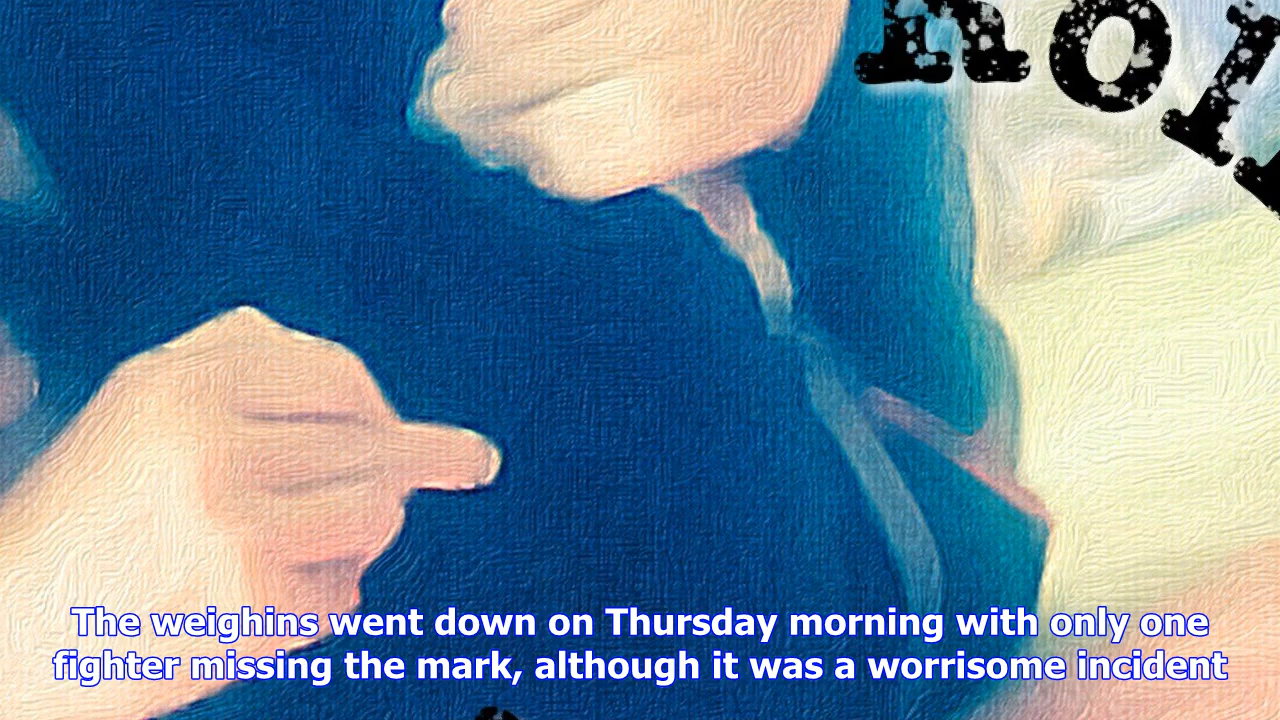 The weighins went down on Thursday morning with only one
fighter missing the mark, although it was a worrisome incident